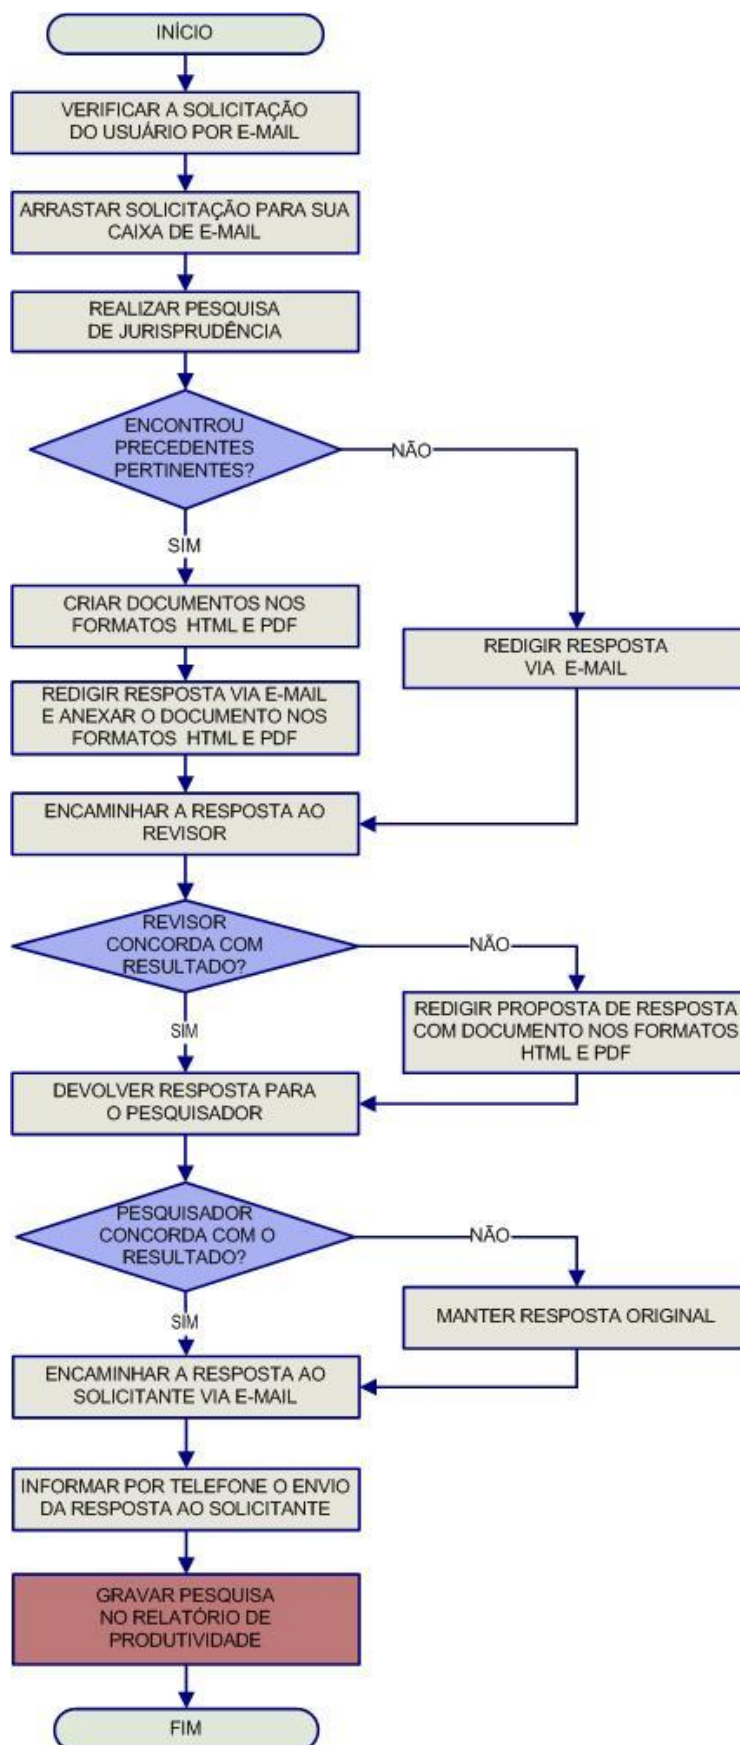 INÍCIO
VERIFICAR A SOLICITAÇÃO
DO USUÁRIO POR E-MAIL
ARRASTAR SOLICITAÇÃO PARA SUA
CAIXA DE E-MAIL
REALIZAR PESQUISA
DE JURISPRUDÊNCIA
ENCONTROU
PRECEDENTES
PERTINENTES?
NÃO
SIM
CRIAR DOCUMENTOS NOS
FORMATOS HTML E PDF
REDIGIR RESPOSTA
VIA E-MAIL
REDIGIR RESPOSTA VIA E-MAIL
E ANEXAR O DOCUMENTO NOS
FORMATOS HTML E PDF
ENCAMINHAR A RESPOSTA AO
REVISOR
REVISOR
CONCORDA COM
RESULTADO?
NÃO
SIM
REDIGIR PROPOSTA DE RESPOSTA
COM DOCUMENTO NOS FORMATOS
HTML E PDF
DEVOLVER RESPOSTA PARA
O PESQUISADOR
PESQUISADOR
CONCORDA COM O
RESULTADO?
NÃO
SIM
MANTER RESPOSTA ORIGINAL
ENCAMINHAR A RESPOSTA AO
SOLICITANTE VIA E-MAIL
INFORMAR POR TELEFONE O ENVIO
DA RESPOSTA AO SOLICITANTE
GRAVAR PESQUISA
NO RELATÓRIO DE
PRODUTIVIDADE
FIM